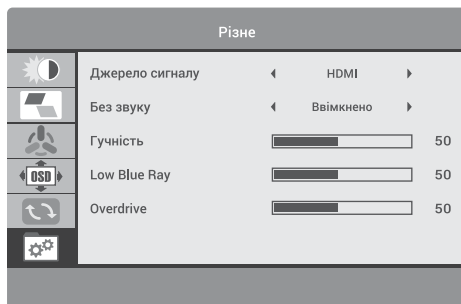 Різне
Джерело сигналу HDMI
Без звуку Ввімкнено
Гучність 50
Low Blue Ray 50
OSD
Overdrive 50